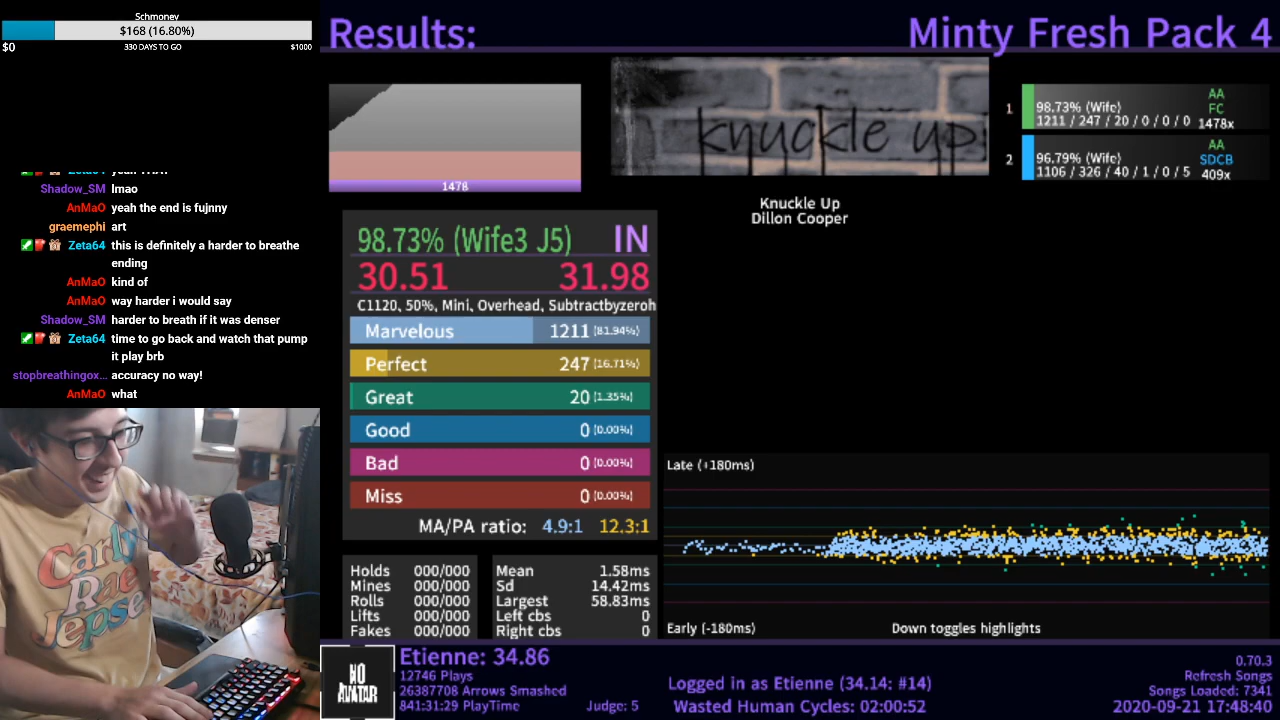 Schmoney
$168 (16.80%)
$0 330 DAYS TO GO $1000
Shadow_SM lmao
AnMaO yeah the end is fujnny
graemephi art
Zeta64 this is definitely a harder to breathe
ending
AnMaO kind of
AnMaO way harder i would say
Shadow_SM harder to breath if it was denser
Zeta64 time to go back and watch that pump
it play brb
stopbreathingox... accuracy no way!
AnMaO what
Carly
Rae
Jepsen
Results:
Minty Fresh Pack 4
1478
knuckle up
1 98.73% (Wife) AA
1211 / 247 / 20 / 0 / 0 / 0 FC
1478x
2 96.79% (Wife) AA
1106 / 326 / 40 / 1 / 0 / 5 SDCB
409x
Knuckle Up
Dillon Cooper
98.73% (Wife3 J5) IN
30.51 31.98
C1120, 50%, Mini, Overhead, Subtractbyzeroh
Marvelous 1211 (81.94%)
Perfect 247 (16.71%)
Great 20 (1.35%)
Good 0 (0.00%)
Bad 0 (0.00%)
Miss 0 (0.00%)
MA/PA ratio: 4.9:1 12.3:1
Holds 000/000
Mines 000/000
Rolls 000/000
Lifts 000/000
Fakes 000/000
Mean 1.58ms
Sd 14.42ms
Largest 58.83ms
Left cbs 0
Right cbs 0
Late (+180ms)
Early (-180ms)
Down toggles highlights
NO
AVATAR
Etienne: 34.86
12746 Plays
26387708 Arrows Smashed
841:31:29 PlayTime
Judge: 5
Logged in as Etienne (34.14: #14)
Wasted Human Cycles: 02:00:52
0.70.3
Refresh Songs
Songs Loaded: 7341
2020-09-21 17:48:40